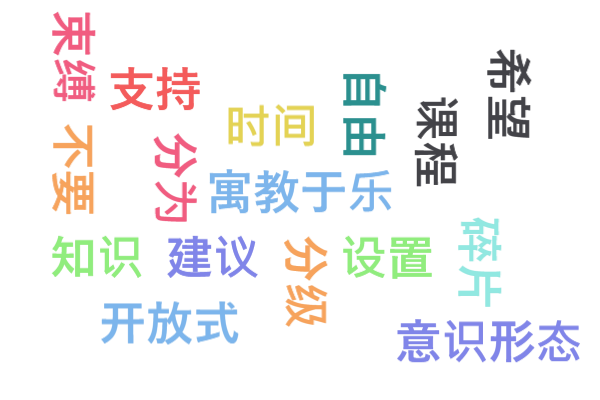 束缚
支持
希望
自由
课程
时间
不要
分为
寓教于乐
碎片
知识
建议
分级
设置
开放式
意识形态